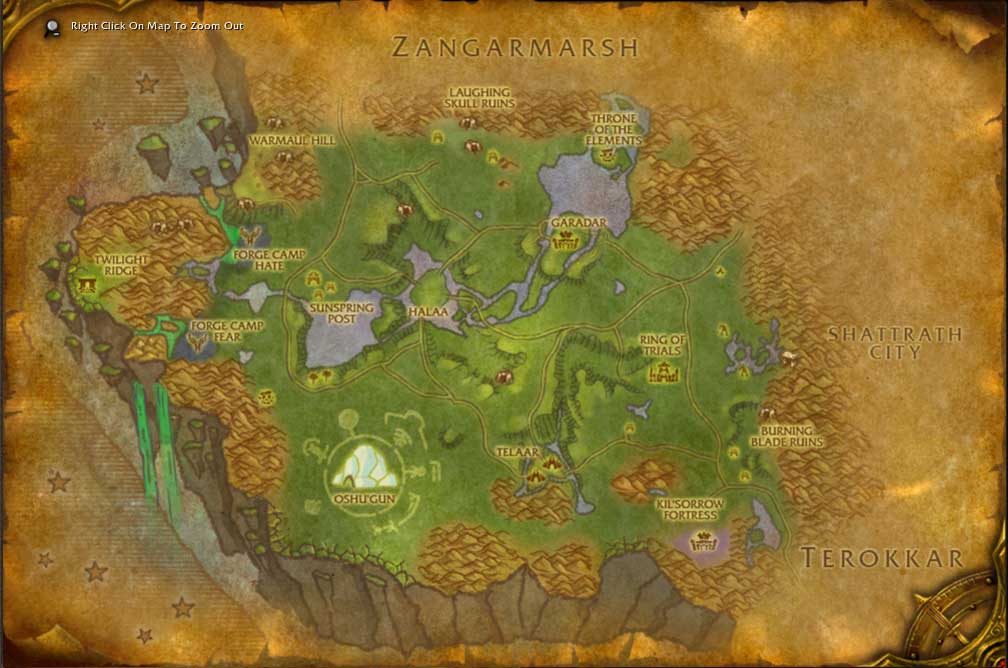 Right Click On Map To Zoom Out
ZANGARMARSH
LAUGHING
SKULL RUINS
THRONE
OF THE
ELEMENTS
WARMAUL HILL
GARADAR
FORGE CAMP
HATE
TWILIGHT
RIDGE
SUNSPRING
POST
HALAA
FORGE CAMP
FEAR
RING OF
TRIALS
SHATTRATH
CITY
BURNING
BLADE RUINS
TELAAR
OSHU'GUN
KIL'SORROW
FORTRESS
TEROKKAR